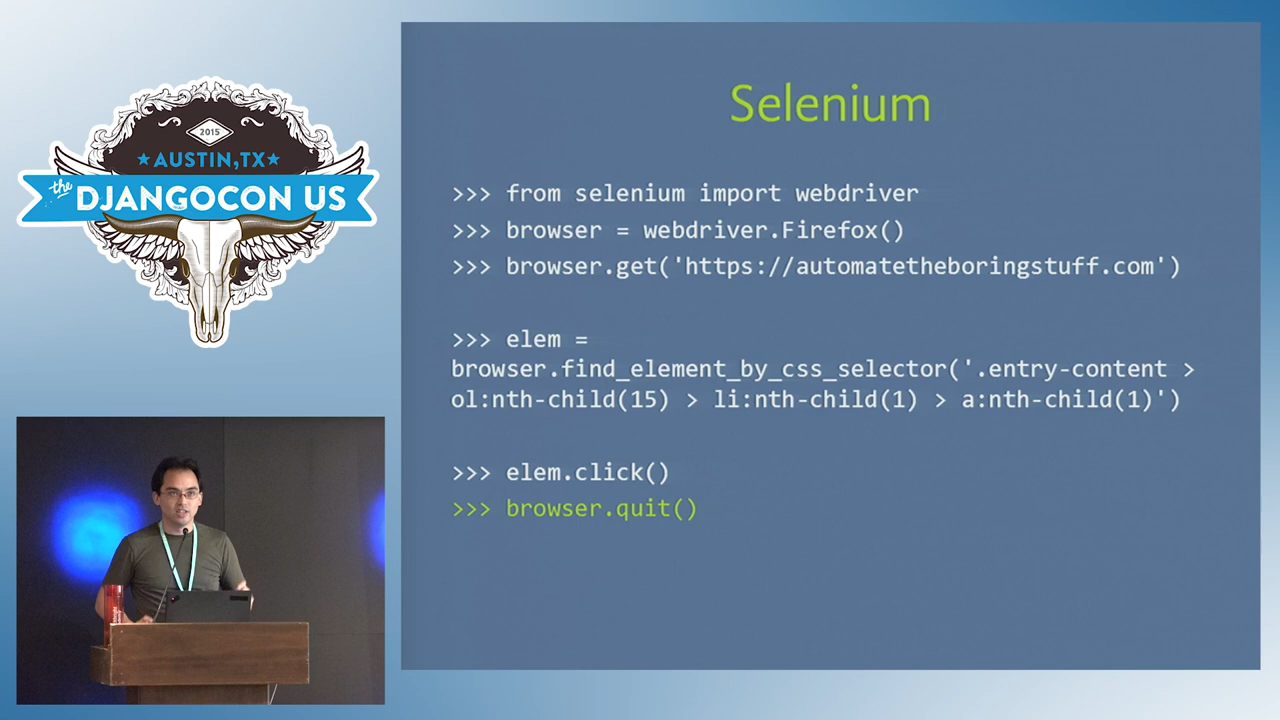 2015
AUSTIN,TX
the
DJANGOCON US
Selenium
>>> from selenium import webdriver
>>> browser = webdriver.Firefox()
>>> browser.get('https://automatetheboringstuff.com')
>>> elem =
browser.find_element_by_css_selector('.entry-content >
ol:nth-child(15) > li:nth-child(1) > a:nth-child(1)')
>>> elem.click()
>>> browser.quit()